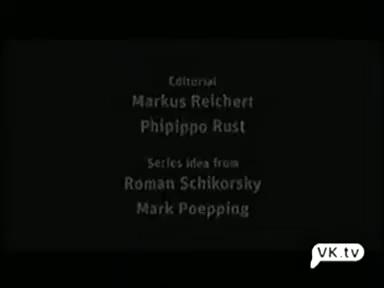 Editorial
Markus Reichert
Phipippo Rust
Series idea from
Roman Schikorsky
Mark Poepping
VK.tv